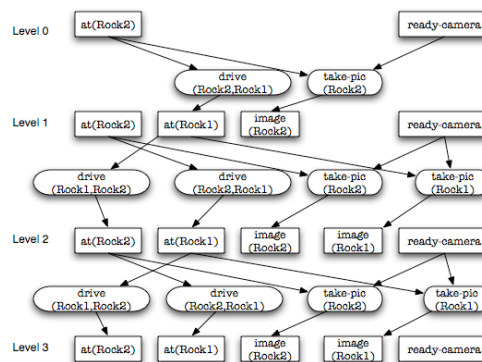 Level 0
at(Rock2)
ready-camera
drive
(Rock2,Rock1)
take-pic
(Rock2)
Level 1
at(Rock2)
at(Rock1)
image
(Rock2)
ready-camera
drive
(Rock1,Rock2)
drive
(Rock2,Rock1)
take-pic
(Rock2)
take-pic
(Rock1)
Level 2
at(Rock2)
at(Rock1)
image
(Rock2)
image
(Rock1)
ready-camera
drive
(Rock1,Rock2)
drive
(Rock2,Rock1)
take-pic
(Rock2)
take-pic
(Rock1)
Level 3
at(Rock2)
at(Rock1)
image
(Rock2)
image
(Rock1)
ready-camera